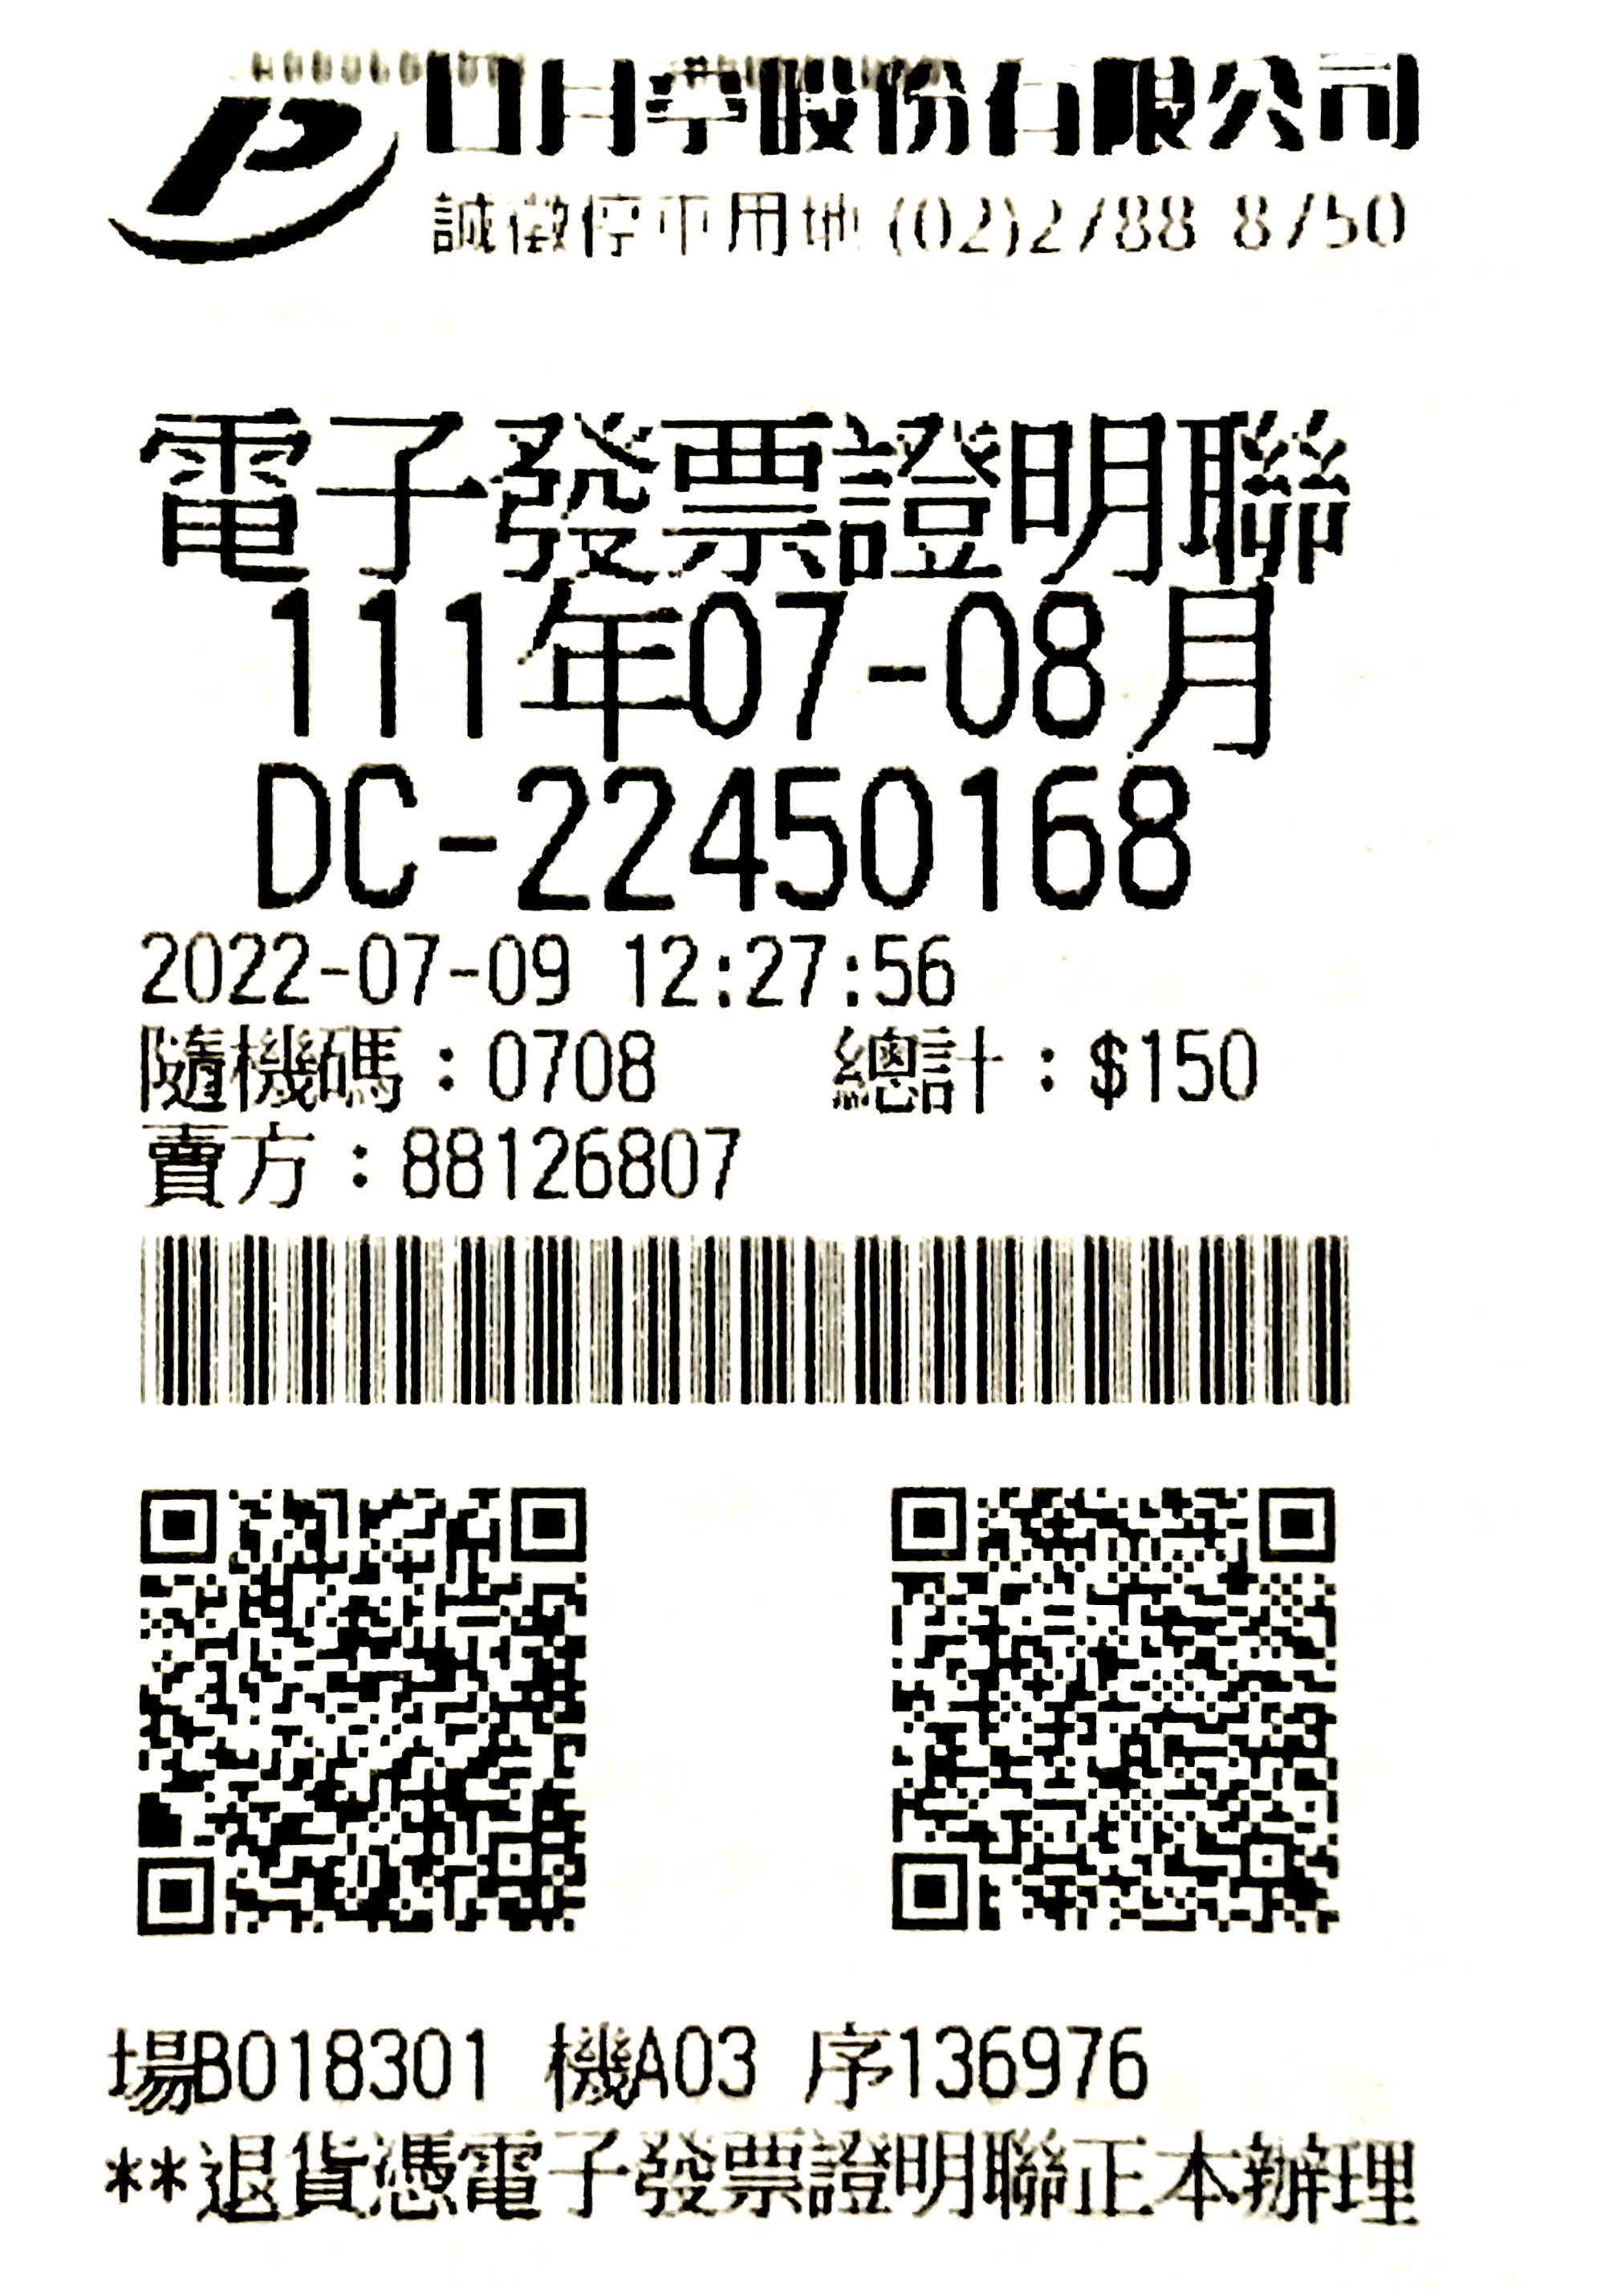 日月亭股份有限公司
誠徵停車用地(02)2788-8750
電子發票證明聯
111年07-08月
DC-22450168
2022-07-09 12:27:56
隨機碼:0708 總計:$150
賣方:88126807
場B018301 機A03 序136976
**退貨憑電子發票證明聯正本辦理